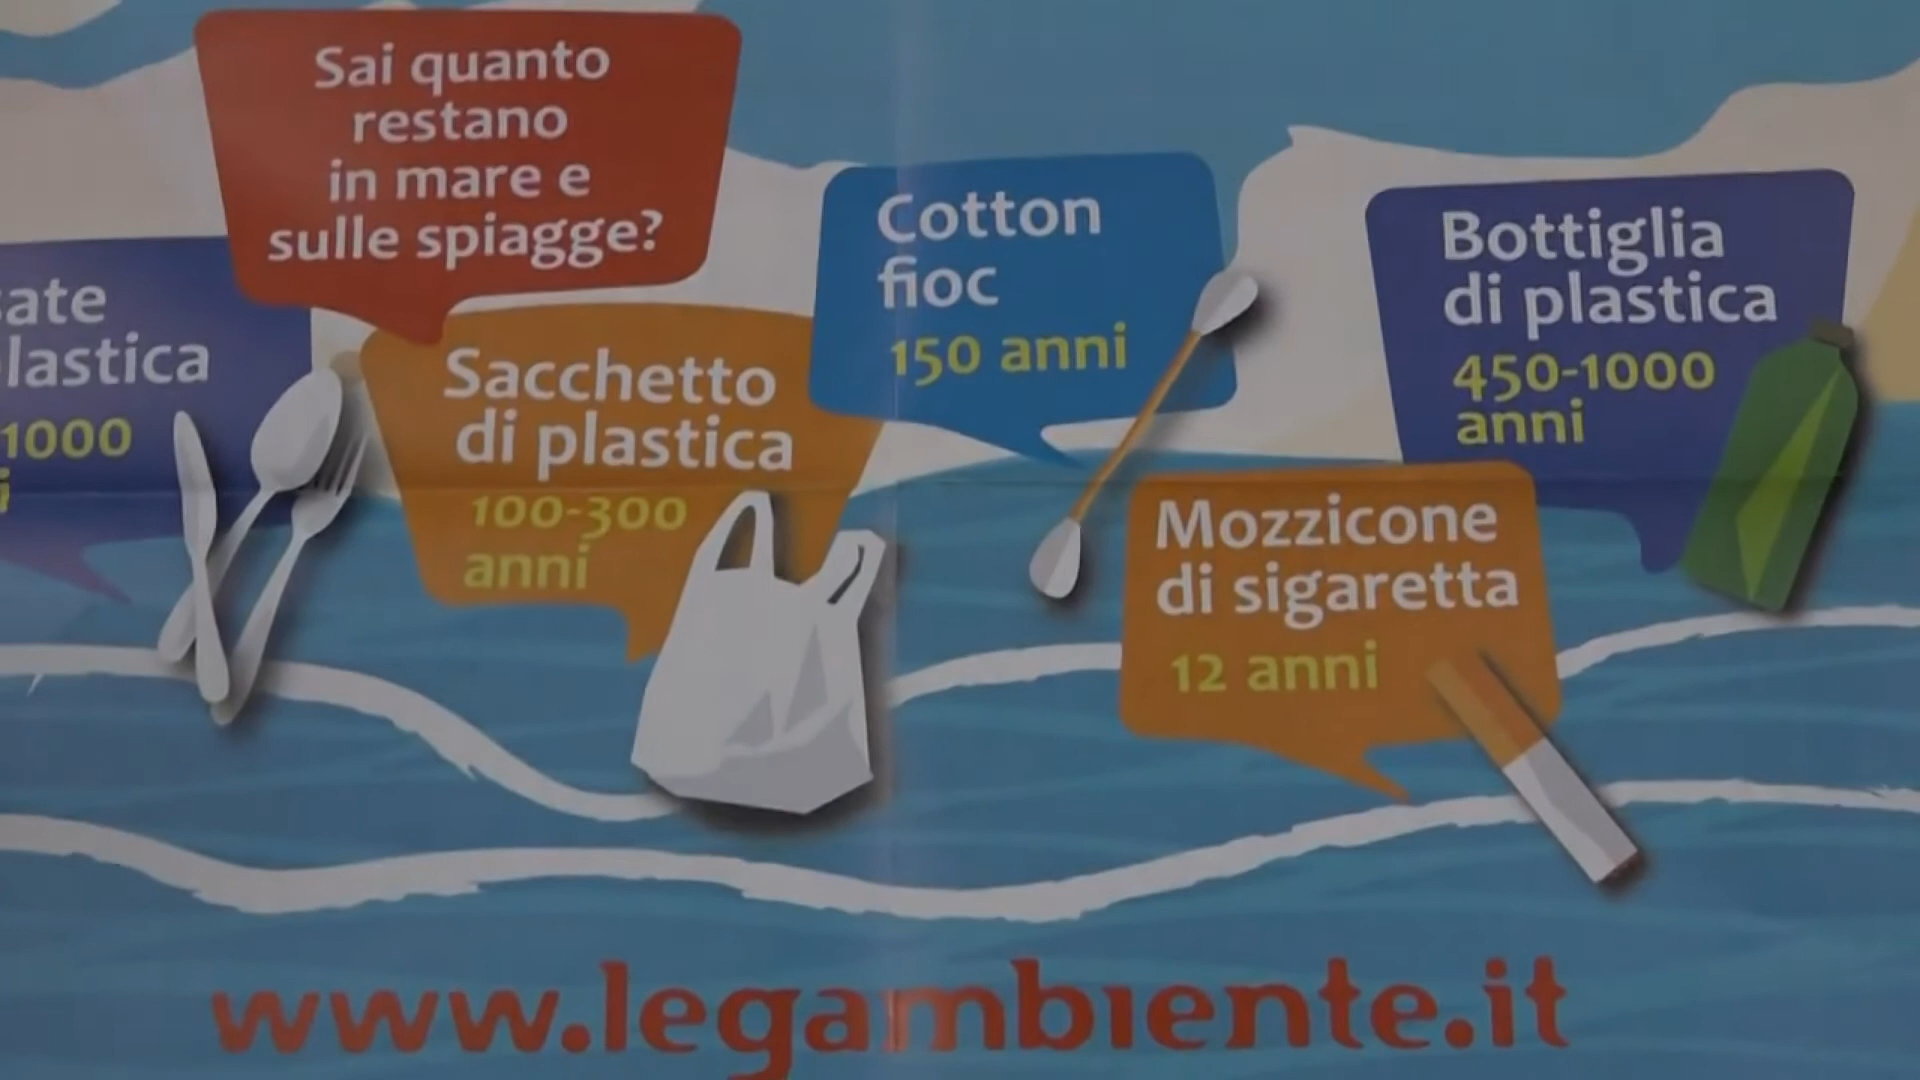 Sai quanto
restano
in mare e
sulle spiagge?
lastica
1000
Sacchetto
di plastica
100-300
anni
Cotton
fioc
150 anni
Mozzicone
di sigaretta
12 anni
Bottiglia
di plastica
450-1000
anni
www.legambiente.it